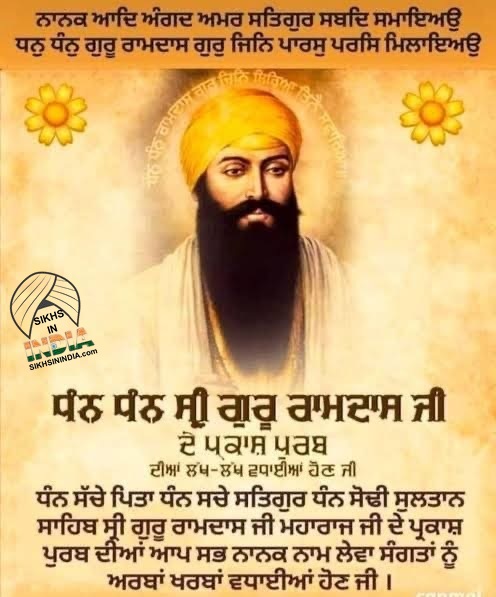 ਨਾਨਕ ਆਦਿ ਅੰਗਦ ਅਮਰ ਸਤਿਗੁਰ ਸਬਦਿ ਸਮਾਇਅਉ
ਧਨੁ ਧੰਨੁ ਗੁਰੂ ਰਾਮਦਾਸ ਗੁਰੁ ਜਿਨਿ ਪਾਰਸੁ ਪਰਸਿ ਮਿਲਾਇਅਉ
ਧੰਨੁ ਧੰਨੁ ਰਾਮਦਾਸ ਗੁਰੁ ਜਿਨਿ ਸਿਰਿਆ ਤਿਨੈ ਸਵਾਰਿਆ
SIKHS
IN
INDIA
SIKHSININDIA.com
ਧੰਨ ਧੰਨ ਸ੍ਰੀ ਗੁਰੂ ਰਾਮਦਾਸ ਜੀ
ਦੇ ਪ੍ਰਕਾਸ਼ ਪੁਰਬ
ਦੀਆਂ ਲੱਖ-ਲੱਖ ਵਧਾਈਆਂ ਹੋਣ ਜੀ
ਧੰਨ ਸੱਚੇ ਪਿਤਾ ਧੰਨ ਸਚੇ ਸਤਿਗੁਰ ਧੰਨ ਸੋਢੀ ਸੁਲਤਾਨ
ਸਾਹਿਬ ਸ੍ਰੀ ਗੁਰੂ ਰਾਮਦਾਸ ਜੀ ਮਹਾਰਾਜ ਜੀ ਦੇ ਪ੍ਰਕਾਸ਼
ਪੁਰਬ ਦੀਆਂ ਆਪ ਸਭ ਨਾਨਕ ਨਾਮ ਲੇਵਾ ਸੰਗਤਾਂ ਨੂੰ
ਅਰਬਾਂ ਖਰਬਾਂ ਵਧਾਈਆਂ ਹੋਣ ਜੀ ।